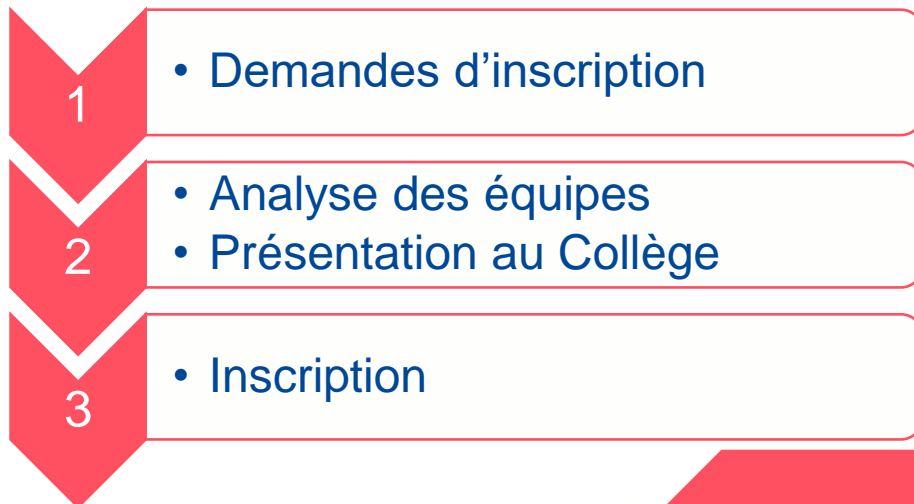 1
• Demandes d’inscription
2
• Analyse des équipes
• Présentation au Collège
3
• Inscription